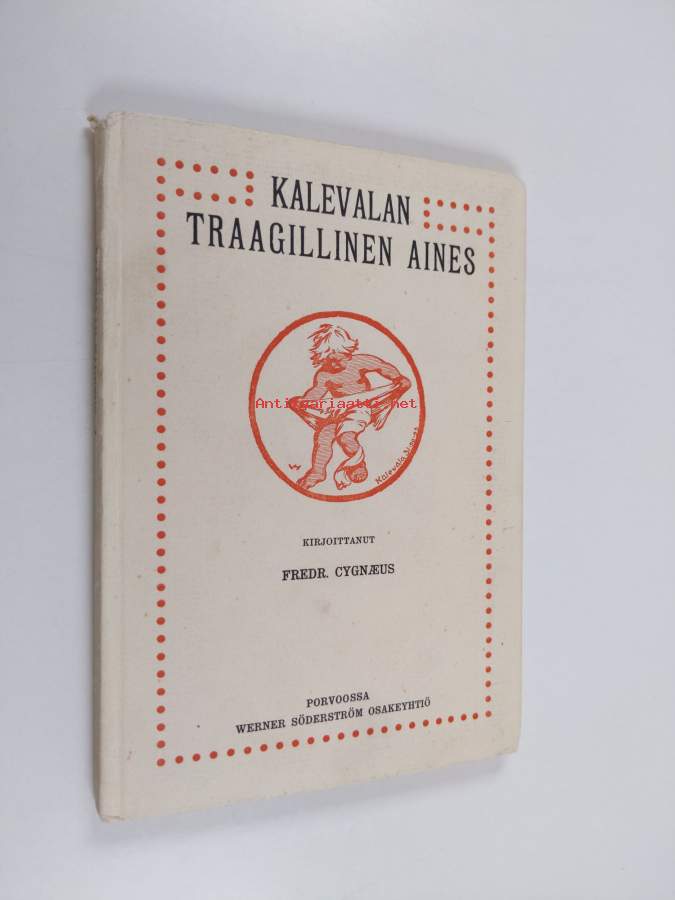 KALEVALAN
TRAAGILLINEN AINES
Antikvariaatti.net
KIRJOITTANUT
FREDR. CYGNÆUS
PORVOOSSA
WERNER SÖDERSTRÖM OSAKEYHTIÖ